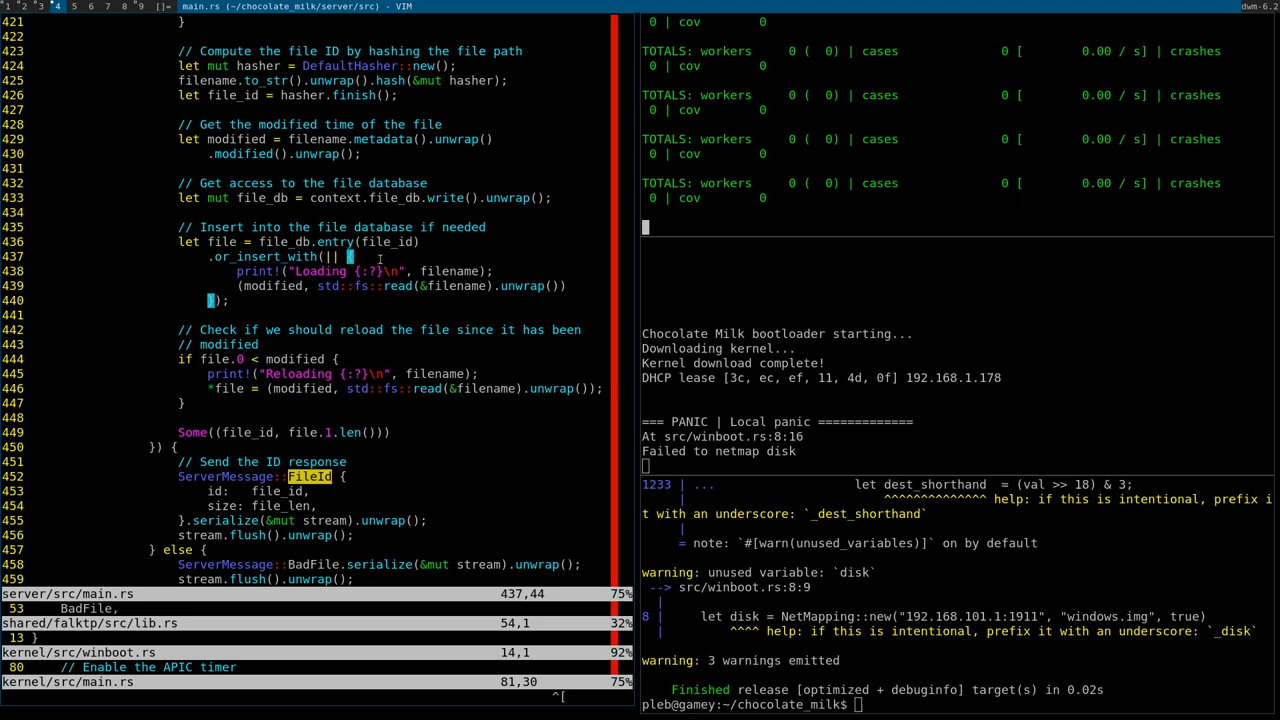 1 2 3 4 5 6 7 8 9 []= main.rs (~/chocolate_milk/server/src) - VIM dwm-6.2
421 }
422
423 // Compute the file ID by hashing the file path
424 let mut hasher = DefaultHasher::new();
425 filename.to_str().unwrap().hash(&mut hasher);
426 let file_id = hasher.finish();
427
428 // Get the modified time of the file
429 let modified = filename.metadata().unwrap()
430 .modified().unwrap();
431
432 // Get access to the file database
433 let mut file_db = context.file_db.write().unwrap();
434
435 // Insert into the file database if needed
436 let file = file_db.entry(file_id)
437 .or_insert_with(|| {
438 print!("Loading {:?}\n", filename);
439 (modified, std::fs::read(&filename).unwrap())
440 });
441
442 // Check if we should reload the file since it has been
443 // modified
444 if file.0 < modified {
445 print!("Reloading {:?}\n", filename);
446 *file = (modified, std::fs::read(&filename).unwrap());
447 }
448
449 Some((file_id, file.1.len()))
450 }) {
451 // Send the ID response
452 ServerMessage::FileId {
453 id: file_id,
454 size: file_len,
455 }.serialize(&mut stream).unwrap();
456 stream.flush().unwrap();
457 } else {
458 ServerMessage::BadFile.serialize(&mut stream).unwrap();
459 stream.flush().unwrap();
server/src/main.rs 437,44 75%
53 BadFile,
shared/falktp/src/lib.rs 54,1 32%
13 }
kernel/src/winboot.rs 14,1 92%
80 // Enable the APIC timer
kernel/src/main.rs 81,30 75%
^[
0 | cov 0
TOTALS: workers 0 ( 0) | cases 0 [ 0.00 / s] | crashes
0 | cov 0
TOTALS: workers 0 ( 0) | cases 0 [ 0.00 / s] | crashes
0 | cov 0
TOTALS: workers 0 ( 0) | cases 0 [ 0.00 / s] | crashes
0 | cov 0
TOTALS: workers 0 ( 0) | cases 0 [ 0.00 / s] | crashes
0 | cov 0
Chocolate Milk bootloader starting...
Downloading kernel...
Kernel download complete!
DHCP lease [3c, ec, ef, 11, 4d, 0f] 192.168.1.178
=== PANIC | Local panic =============
At src/winboot.rs:8:16
Failed to netmap disk
1233 | ... let dest_shorthand = (val >> 18) & 3;
| ^^^^^^^^^^^^^^ help: if this is intentional, prefix i
t with an underscore: `_dest_shorthand`
|
= note: `#[warn(unused_variables)]` on by default
warning: unused variable: `disk`
--> src/winboot.rs:8:9
|
8 | let disk = NetMapping::new("192.168.101.1:1911", "windows.img", true)
| ^^^^ help: if this is intentional, prefix it with an underscore: `_disk`
warning: 3 warnings emitted
Finished release [optimized + debuginfo] target(s) in 0.02s
pleb@gamey:~/chocolate_milk$